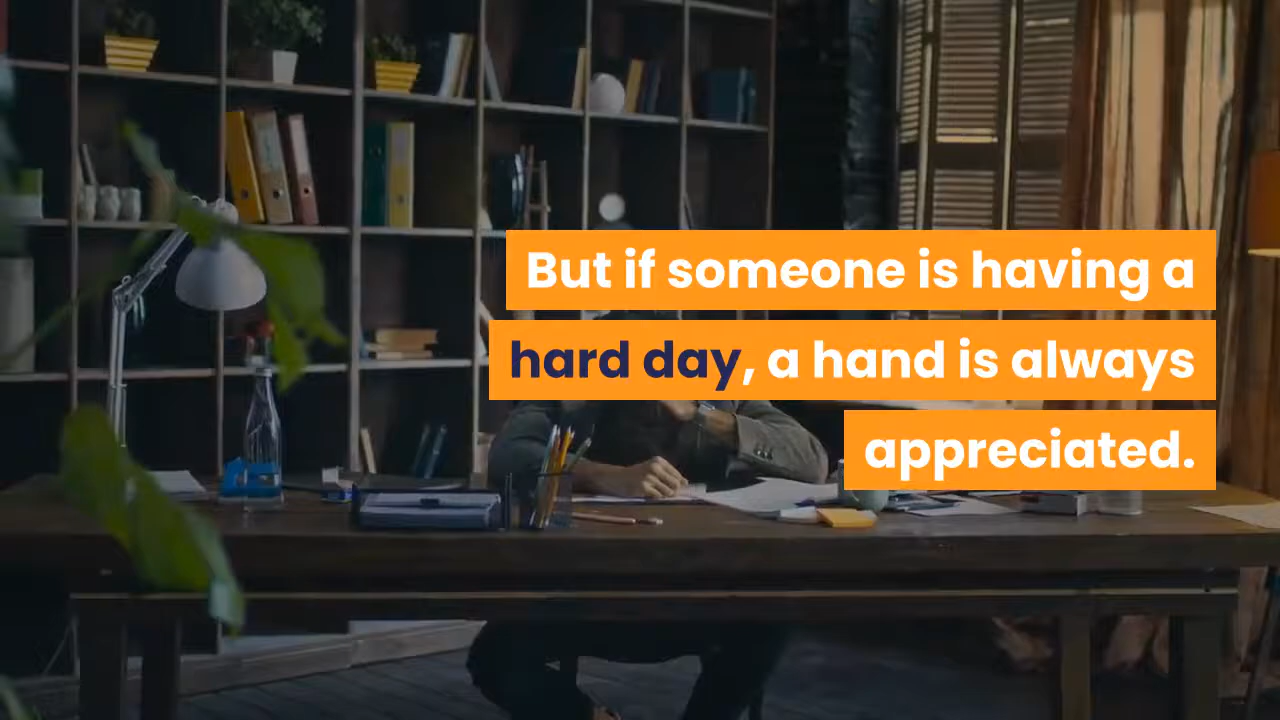 But if someone is having a
hard day, a hand is always
appreciated.